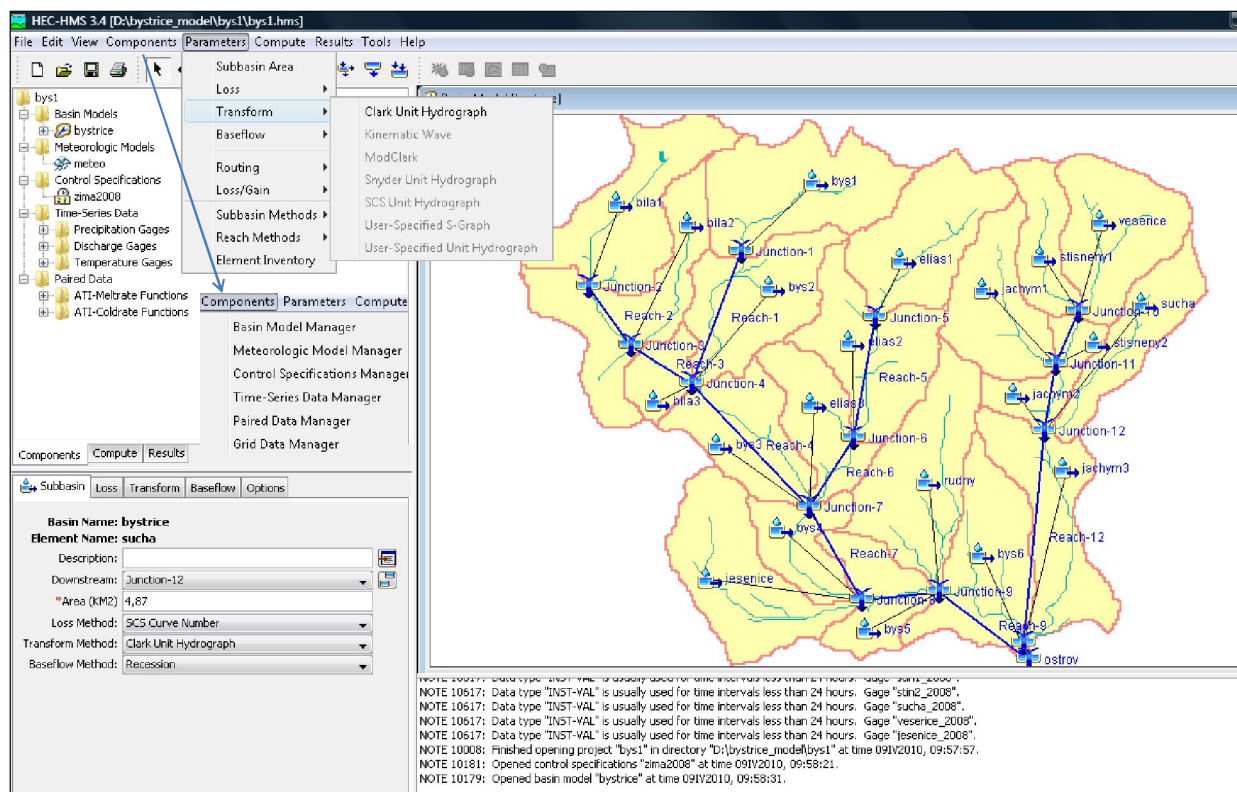 HEC-HMS 3.4 [D:\bystrice_model\bys1\bys1.hms]
File Edit View Components Parameters Compute Results Tools Help
bys1
Basin Models
bystrice
Meteorologic Models
meteo
Control Specifications
zima2008
Time-Series Data
Precipitation Gages
Discharge Gages
Temperature Gages
Paired Data
ATI-Meltrate Functions
ATI-Coldrate Functions
Subbasin Area
Loss
Transform
Baseflow
Routing
Loss/Gain
Subbasin Methods
Reach Methods
Element Inventory
Clark Unit Hydrograph
Kinematic Wave
ModClark
Snyder Unit Hydrograph
SCS Unit Hydrograph
User-Specified S-Graph
User-Specified Unit Hydrograph
Components Parameters Compute
Basin Model Manager
Meteorologic Model Manager
Control Specifications Manager
Time-Series Data Manager
Paired Data Manager
Grid Data Manager
Components Compute Results
Subbasin Loss Transform Baseflow Options
Basin Name: bystrice
Element Name: sucha
Description:
Downstream: Junction-12
*Area (KM2) 4,87
Loss Method: SCS Curve Number
Transform Method: Clark Unit Hydrograph
Baseflow Method: Recession
bys1
bila1
bila2
veserice
Junction-1
elias1
stisneny1
Junction-2
bys2
jachym1
sucha
Reach-2
Reach-1
Junction-5
Junction-10
Junction-3
elias2
stisneny2
Reach-3
Junction-11
Junction-4
Reach-5
bila3
elias3
jachym2
bys3
Reach-4
Junction-6
Junction-12
Reach-6
jachym3
rudny
Junction-7
bys4
Reach-7
bys6
Reach-12
jesenice
Junction-8
Junction-9
bys5
Reach-9
ostrov
NOTE 10617: Data type "INST-VAL" is usually used for time intervals less than 24 hours. Gage "stin2_2008".
NOTE 10617: Data type "INST-VAL" is usually used for time intervals less than 24 hours. Gage "sucha_2008".
NOTE 10617: Data type "INST-VAL" is usually used for time intervals less than 24 hours. Gage "veserice_2008".
NOTE 10617: Data type "INST-VAL" is usually used for time intervals less than 24 hours. Gage "jesenice_2008".
NOTE 10008: Finished opening project "bys1" in directory "D:\bystrice_model\bys1" at time 09IV2010, 09:57:57.
NOTE 10181: Opened control specifications "zima2008" at time 09IV2010, 09:58:21.
NOTE 10179: Opened basin model "bystrice" at time 09IV2010, 09:58:31.